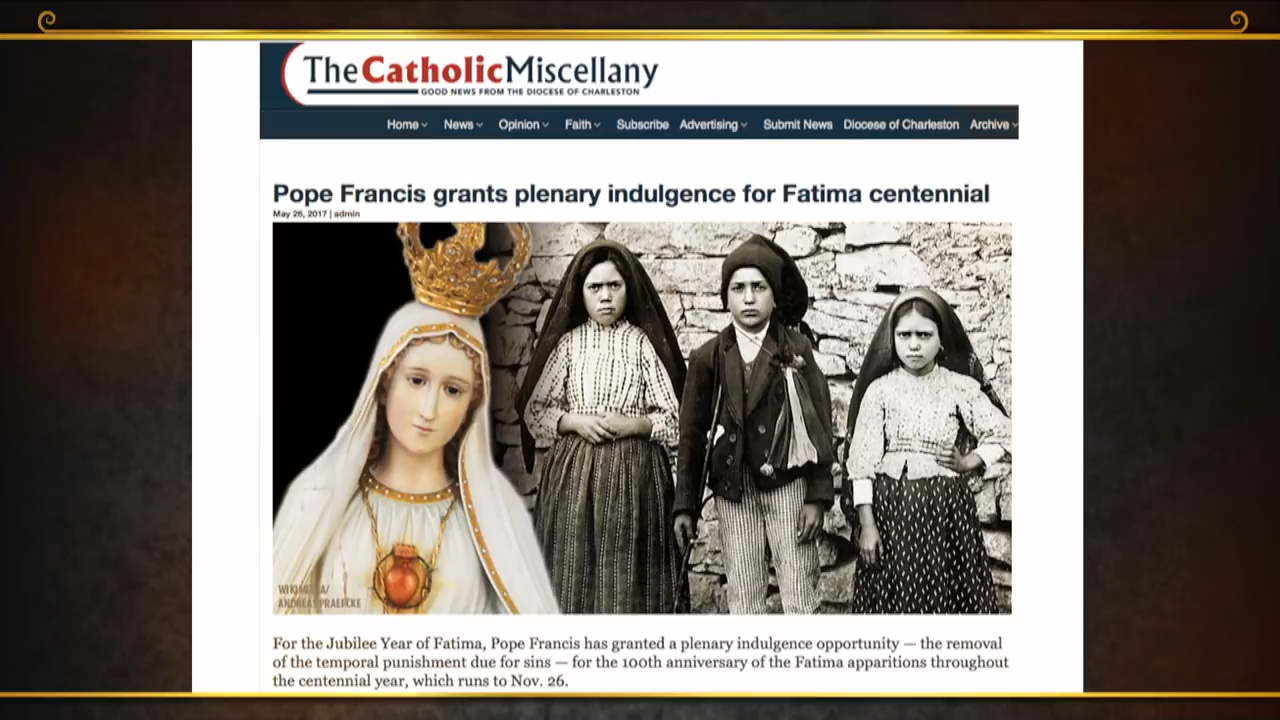 The Catholic Miscellany
GOOD NEWS FROM THE DIOCESE OF CHARLESTON
Home News Opinion Faith Subscribe Advertising Submit News Diocese of Charleston Archive
Pope Francis grants plenary indulgence for Fatima centennial
May 26, 2017 | admin
WIKIMEDIA/
ANDREAS PRAEFCKE
For the Jubilee Year of Fatima, Pope Francis has granted a plenary indulgence opportunity — the removal
of the temporal punishment due for sins — for the 100th anniversary of the Fatima apparitions throughout
the centennial year, which runs to Nov. 26.